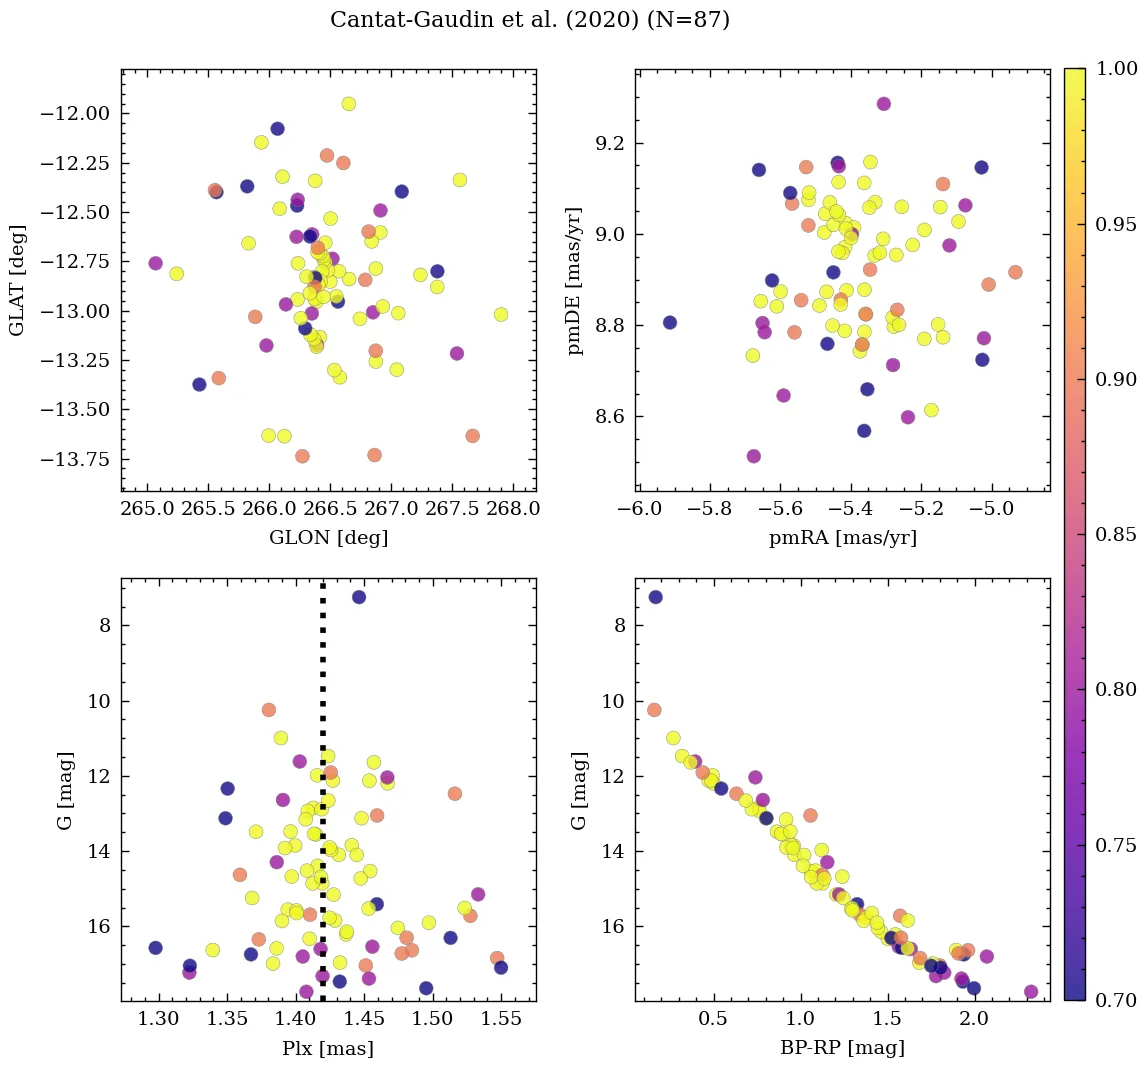 Cantat-Gaudin et al. (2020) (N=87)
−12.00
−12.25
−12.50
−12.75
−13.00
−13.25
−13.50
−13.75
GLAT [deg]
265.0 265.5 266.0 266.5 267.0 267.5 268.0
GLON [deg]
9.2
9.0
8.8
8.6
pmDE [mas/yr]
−6.0 −5.8 −5.6 −5.4 −5.2 −5.0
pmRA [mas/yr]
8
10
12
14
16
G [mag]
1.30 1.35 1.40 1.45 1.50 1.55
Plx [mas]
8
10
12
14
16
G [mag]
0.5 1.0 1.5 2.0
BP-RP [mag]
1.00
0.95
0.90
0.85
0.80
0.75
0.70